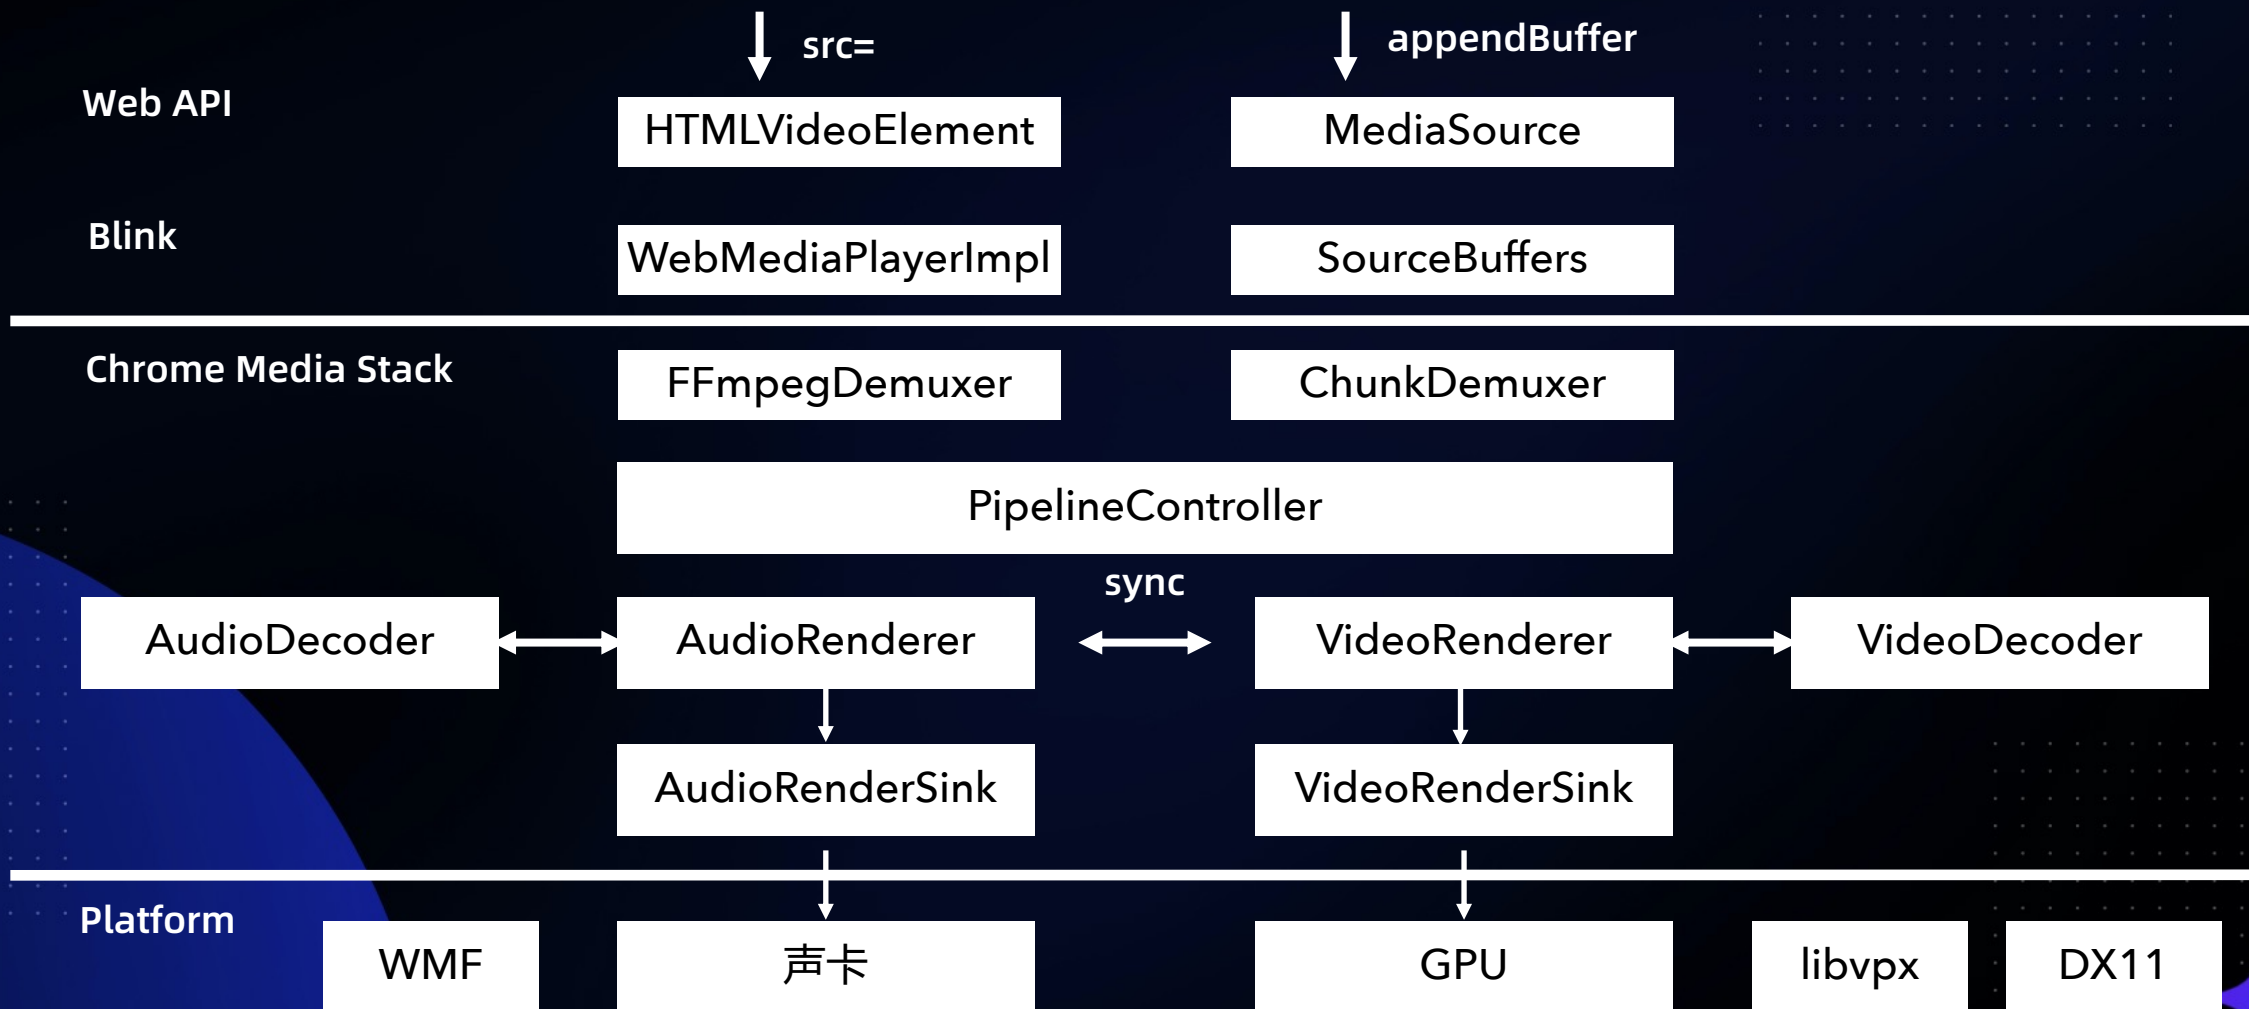 src=
appendBuffer
Web API
HTMLVideoElement
MediaSource
Blink
WebMediaPlayerImpl
SourceBuffers
Chrome Media Stack
FFmpegDemuxer
ChunkDemuxer
PipelineController
sync
AudioDecoder
AudioRenderer
VideoRenderer
VideoDecoder
AudioRenderSink
VideoRenderSink
Platform
WMF
声卡
GPU
libvpx
DX11